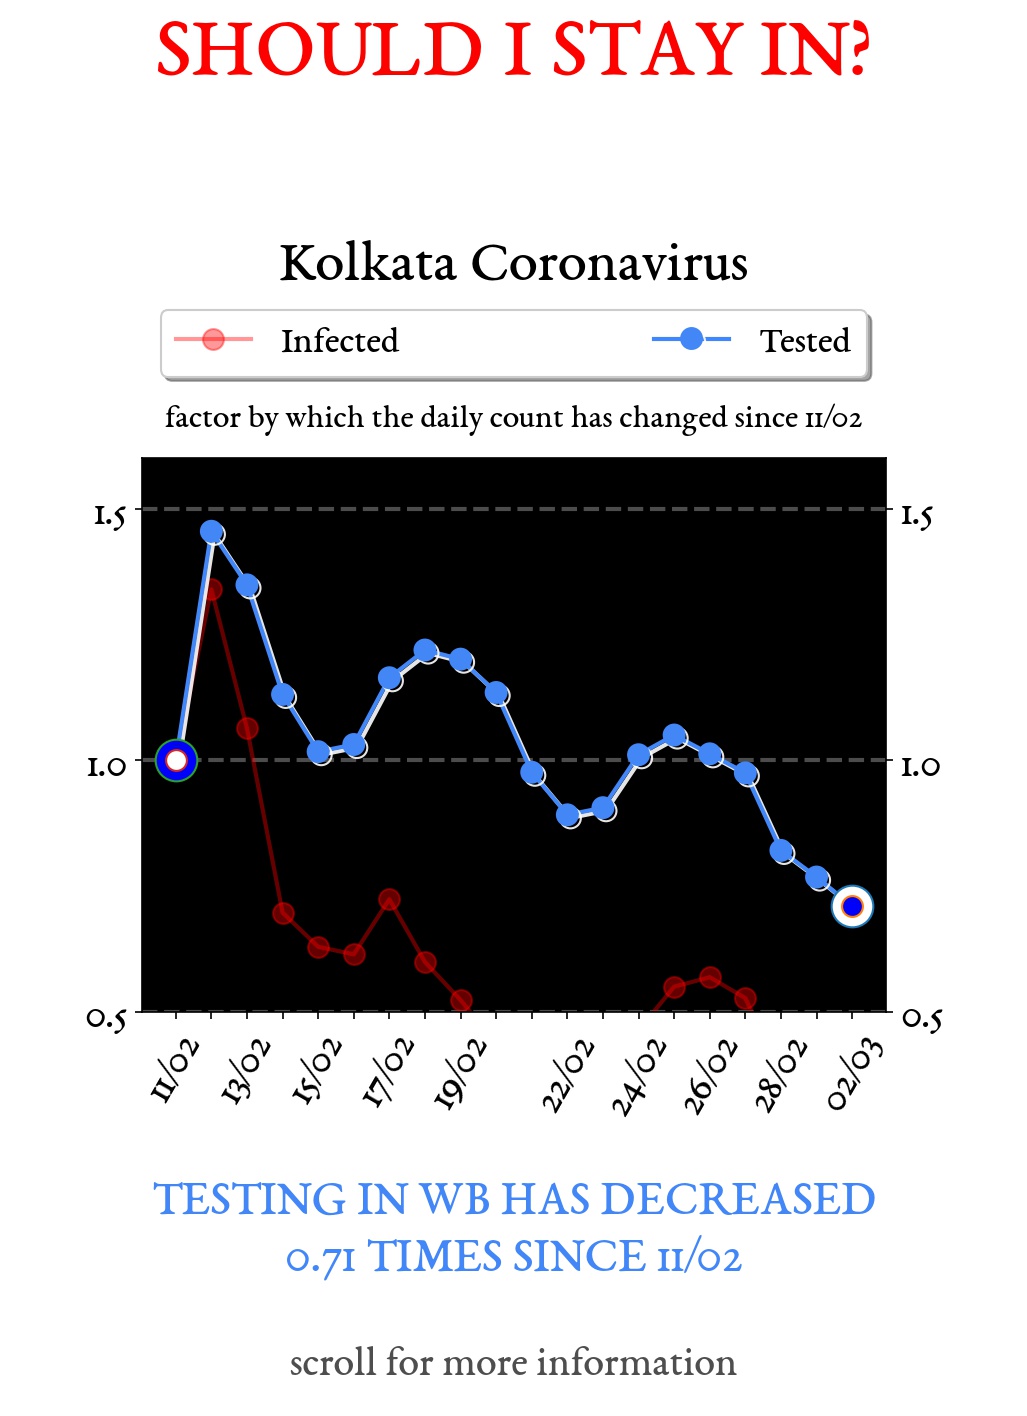 SHOULD I STAY IN?
Kolkata Coronavirus
Infected Tested
factor by which the daily count has changed since 11/02
1.5 1.5
1.0 1.0
0.5 0.5
11/02 13/02 15/02 17/02 19/02 22/02 24/02 26/02 28/02 02/03
TESTING IN WB HAS DECREASED
0.71 TIMES SINCE 11/02
scroll for more information